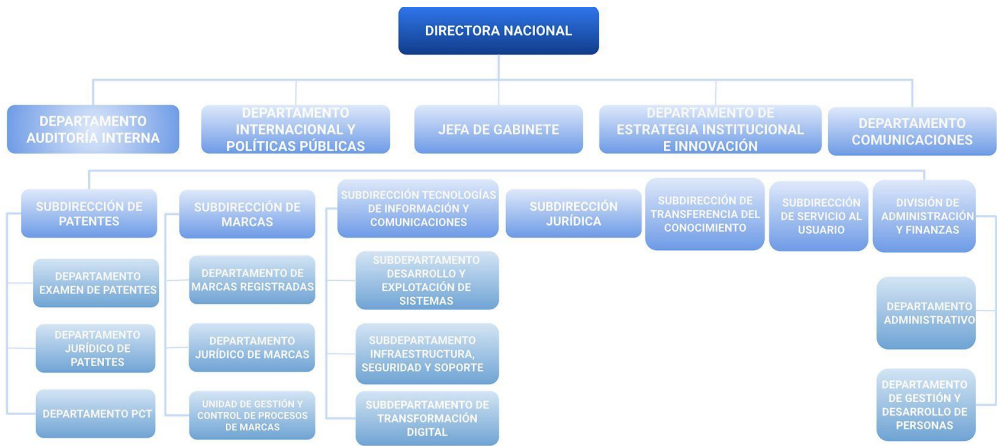 DIRECTORA NACIONAL
DEPARTAMENTO
AUDITORÍA INTERNA
DEPARTAMENTO
INTERNACIONAL Y
POLÍTICAS PÚBLICAS
JEFA DE GABINETE
DEPARTAMENTO DE
ESTRATEGIA INSTITUCIONAL
E INNOVACIÓN
DEPARTAMENTO
COMUNICACIONES
SUBDIRECCIÓN DE
PATENTES
SUBDIRECCIÓN DE
MARCAS
SUBDIRECCIÓN TECNOLOGÍAS
DE INFORMACIÓN Y
COMUNICACIONES
SUBDIRECCIÓN
JURÍDICA
SUBDIRECCIÓN DE
TRANSFERENCIA DEL
CONOCIMIENTO
SUBDIRECCIÓN
DE SERVICIO AL
USUARIO
DIVISIÓN DE
ADMINISTRACIÓN
Y FINANZAS
DEPARTAMENTO
EXAMEN DE PATENTES
DEPARTAMENTO
JURÍDICO DE
PATENTES
DEPARTAMENTO PCT
DEPARTAMENTO DE
MARCAS REGISTRADAS
DEPARTAMENTO
JURÍDICO DE MARCAS
UNIDAD DE GESTIÓN Y
CONTROL DE PROCESOS
DE MARCAS
SUBDEPARTAMENTO
DESARROLLO Y
EXPLOTACIÓN DE
SISTEMAS
SUBDEPARTAMENTO
INFRAESTRUCTURA,
SEGURIDAD Y SOPORTE
SUBDEPARTAMENTO DE
TRANSFORMACIÓN
DIGITAL
DEPARTAMENTO
ADMINISTRATIVO
DEPARTAMENTO
DE GESTIÓN Y
DESARROLLO DE
PERSONAS